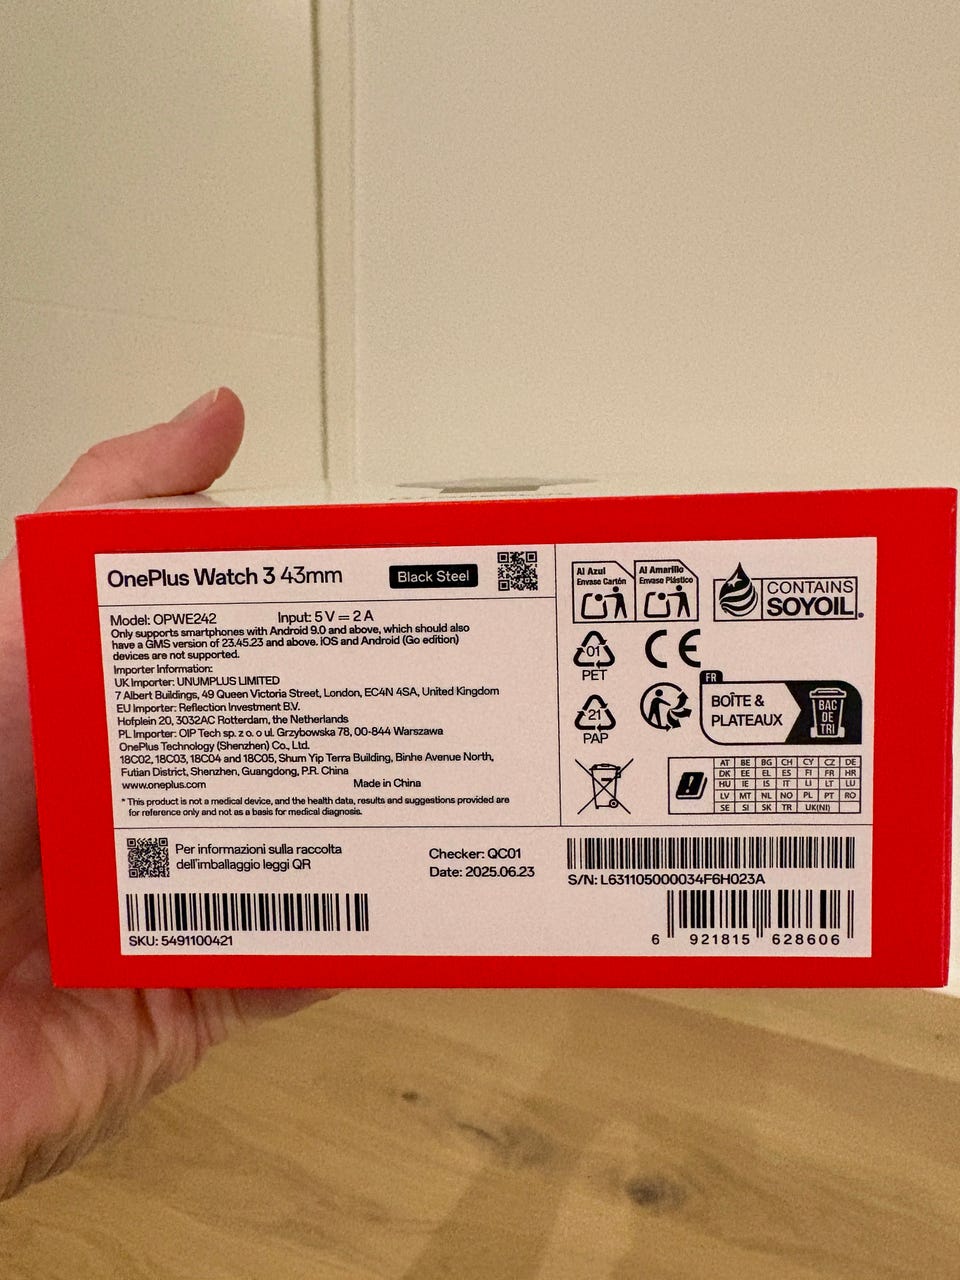 OnePlus Watch 3 43mm
Black Steel
Model: OPWE242 Input: 5 V = 2 A
Only supports smartphones with Android 9.0 and above, which should also
have a GMS version of 23.45.23 and above. iOS and Android (Go edition)
devices are not supported.
Importer Information:
UK Importer: UNUMPLUS LIMITED
7 Albert Buildings, 49 Queen Victoria Street, London, EC4N 4SA, United Kingdom
EU Importer: Reflection Investment B.V.
Hofplein 20, 3032AC Rotterdam, the Netherlands
PL Importer: OIP Tech sp. z o. o ul. Grzybowska 78, 00-844 Warszawa
OnePlus Technology (Shenzhen) Co., Ltd.
18C02, 18C03, 18C04 and 18C05, Shum Yip Terra Building, Binhe Avenue North,
Futian District, Shenzhen, Guangdong, P.R. China
www.oneplus.com Made in China
* This product is not a medical device, and the health data, results and suggestions provided are
for reference only and not as a basis for medical diagnosis.
Al Azul
Envase Cartón
Al Amarillo
Envase Plástico
CONTAINS
SOYOIL.®
01
PET
CE
21
PAP
FR
BOÎTE &
PLATEAUX
BAC
DE
TRI
AT BE BG CH CY CZ DE
DK EE EL ES FI FR HR
HU IE IS IT LI LT LU
LV MT NL NO PL PT RO
SE SI SK TR UK(NI)
Per informazioni sulla raccolta
dell'imballaggio leggi QR
Checker: QC01
Date: 2025.06.23
S/N: L631105000034F6H023A
SKU: 5491100421
6 921815 628606